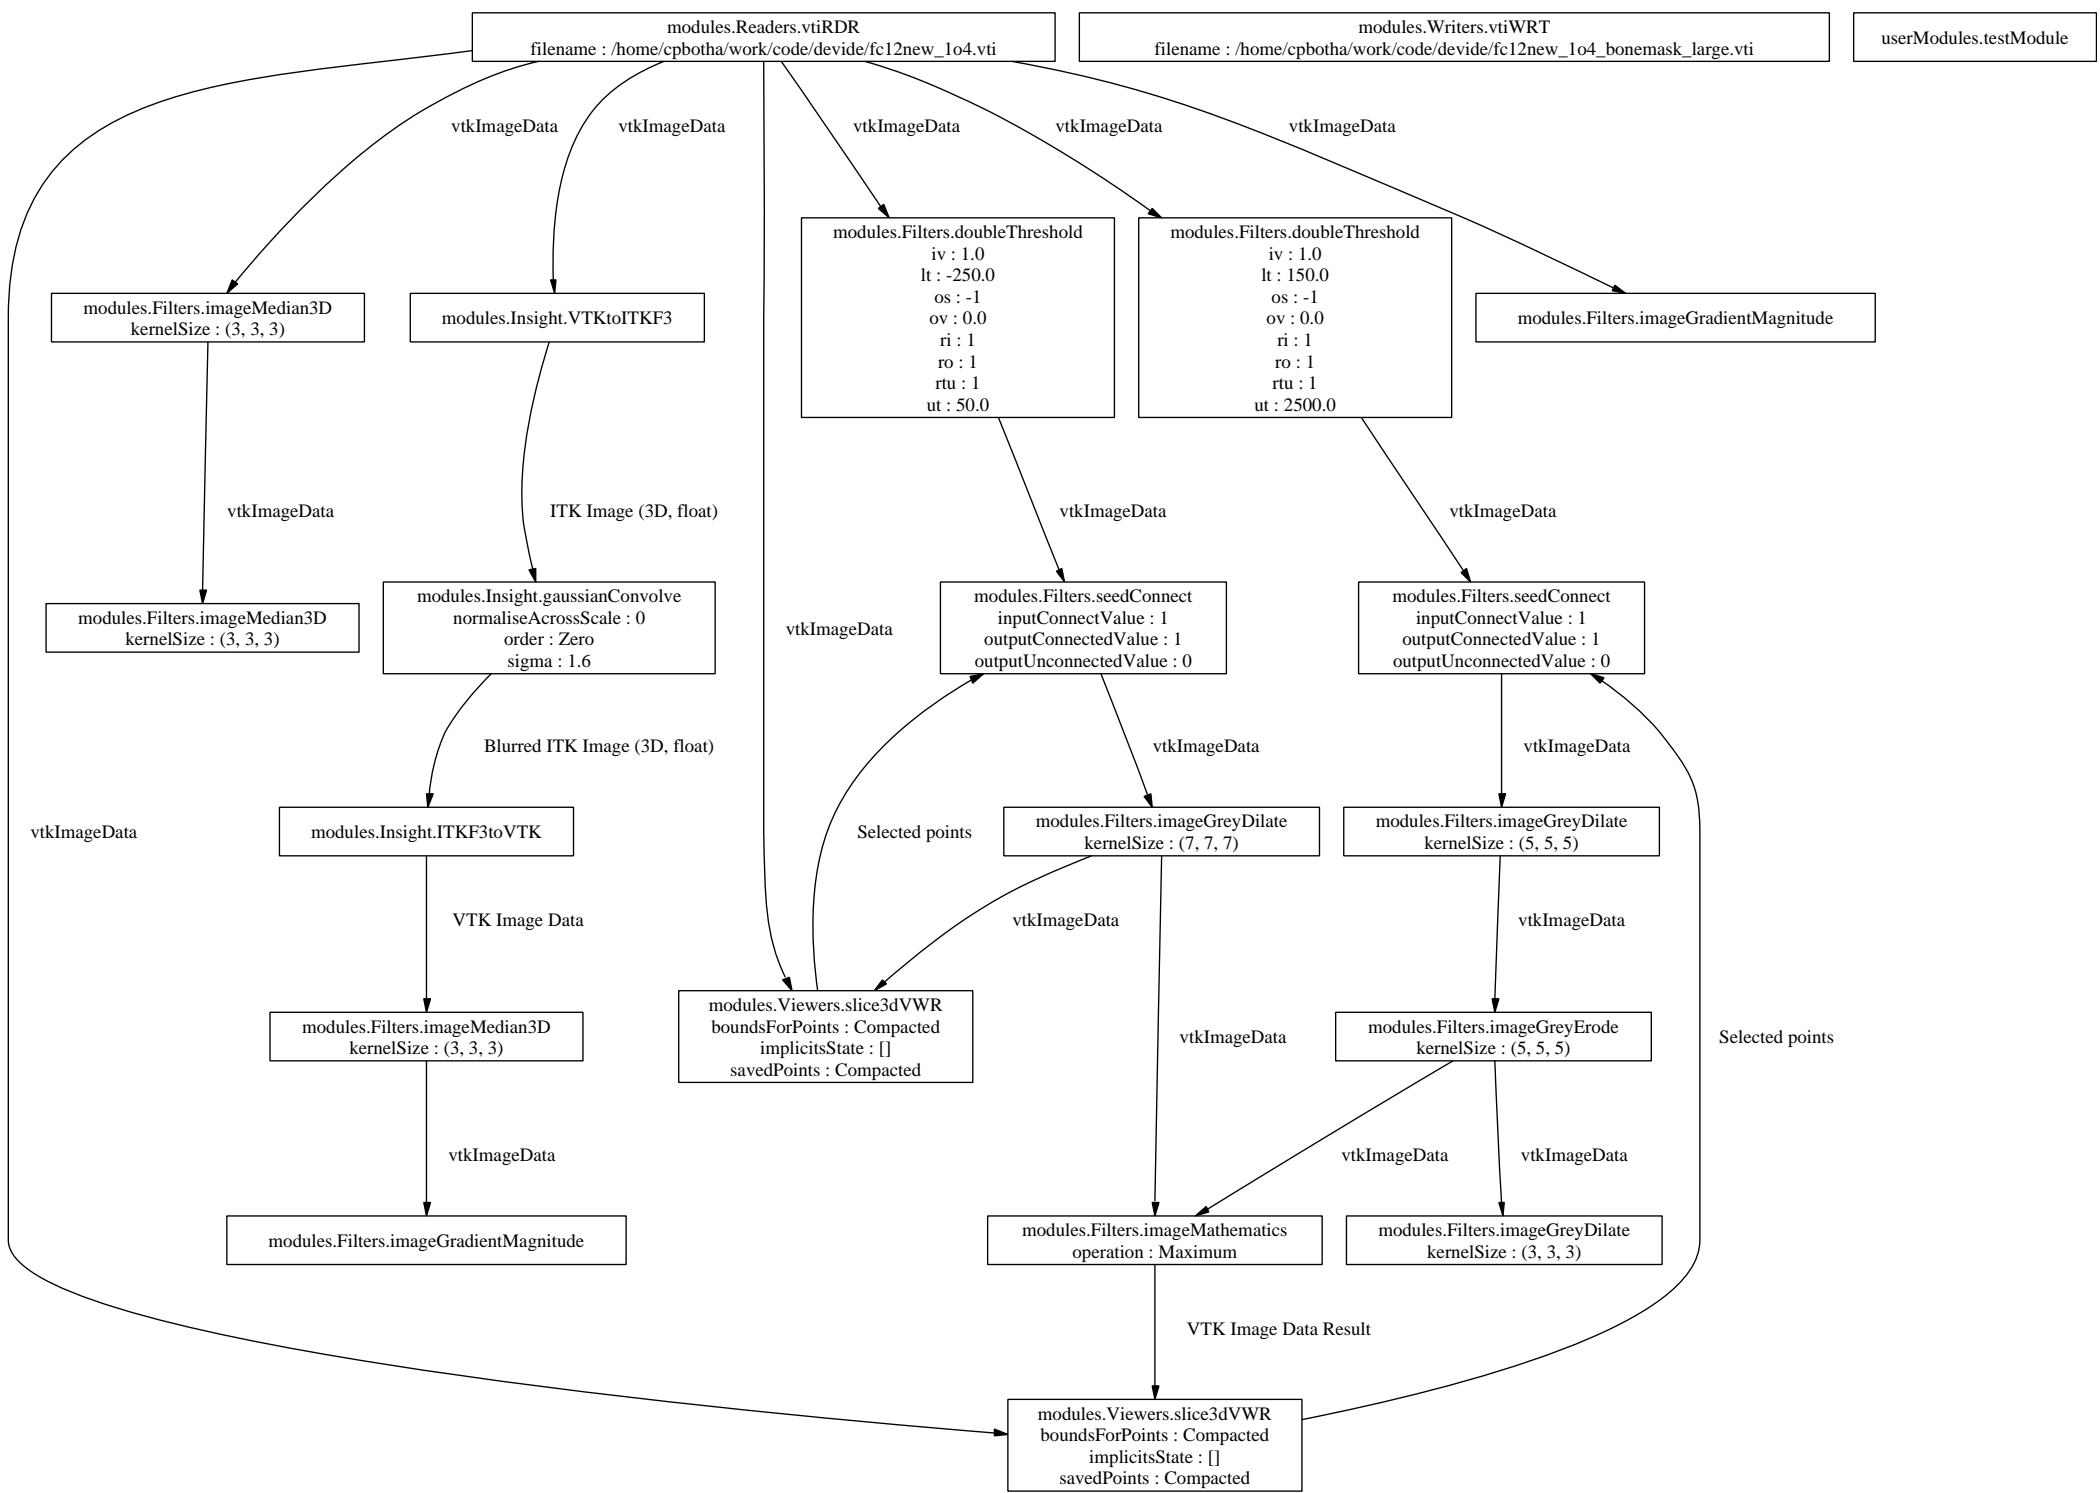 modules.Readers.vtiRDR
filename : /home/cpbotha/work/code/devide/fc12new_1o4.vti
modules.Writers.vtiWRT
filename : /home/cpbotha/work/code/devide/fc12new_1o4_bonemask_large.vti
userModules.testModule
vtkImageData
vtkImageData
vtkImageData
vtkImageData
vtkImageData
modules.Filters.doubleThreshold
iv : 1.0
lt : -250.0
os : -1
ov : 0.0
ri : 1
ro : 1
rtu : 1
ut : 50.0
modules.Filters.doubleThreshold
iv : 1.0
lt : 150.0
os : -1
ov : 0.0
ri : 1
ro : 1
rtu : 1
ut : 2500.0
modules.Filters.imageMedian3D
kernelSize : (3, 3, 3)
modules.Insight.VTKtoITKF3
modules.Filters.imageGradientMagnitude
vtkImageData
ITK Image (3D, float)
vtkImageData
vtkImageData
modules.Filters.imageMedian3D
kernelSize : (3, 3, 3)
modules.Insight.gaussianConvolve
normaliseAcrossScale : 0
order : Zero
sigma : 1.6
vtkImageData
modules.Filters.seedConnect
inputConnectValue : 1
outputConnectedValue : 1
outputUnconnectedValue : 0
modules.Filters.seedConnect
inputConnectValue : 1
outputConnectedValue : 1
outputUnconnectedValue : 0
Blurred ITK Image (3D, float)
vtkImageData
vtkImageData
vtkImageData
modules.Insight.ITKF3toVTK
Selected points
modules.Filters.imageGreyDilate
kernelSize : (7, 7, 7)
modules.Filters.imageGreyDilate
kernelSize : (5, 5, 5)
VTK Image Data
vtkImageData
vtkImageData
modules.Filters.imageMedian3D
kernelSize : (3, 3, 3)
modules.Viewers.slice3dVWR
boundsForPoints : Compacted
implicitsState : []
savedPoints : Compacted
vtkImageData
modules.Filters.imageGreyErode
kernelSize : (5, 5, 5)
Selected points
vtkImageData
vtkImageData
vtkImageData
modules.Filters.imageGradientMagnitude
modules.Filters.imageMathematics
operation : Maximum
modules.Filters.imageGreyDilate
kernelSize : (3, 3, 3)
VTK Image Data Result
modules.Viewers.slice3dVWR
boundsForPoints : Compacted
implicitsState : []
savedPoints : Compacted